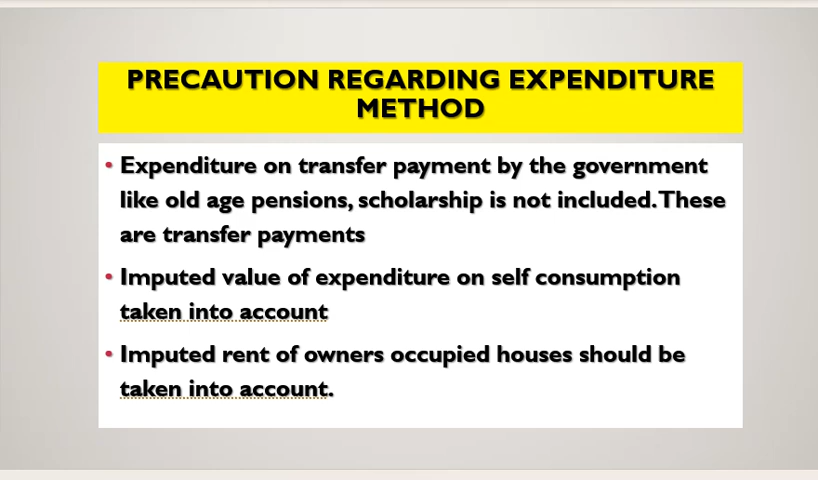 PRECAUTION REGARDING EXPENDITURE
METHOD
• Expenditure on transfer payment by the government
like old age pensions, scholarship is not included. These
are transfer payments
• Imputed value of expenditure on self consumption
taken into account
• Imputed rent of owners occupied houses should be
taken into account.